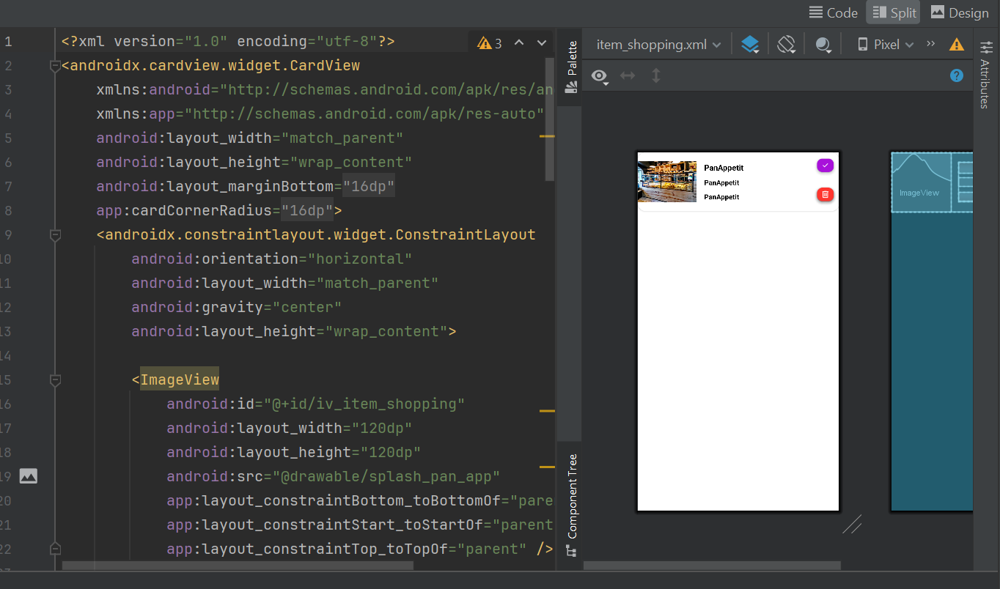 Code Split Design
1 <?xml version="1.0" encoding="utf-8"?>
3
2 <androidx.cardview.widget.CardView
3 xmlns:android="http://schemas.android.com/apk/res/an
4 xmlns:app="http://schemas.android.com/apk/res-auto"
5 android:layout_width="match_parent"
6 android:layout_height="wrap_content"
7 android:layout_marginBottom="16dp"
8 app:cardCornerRadius="16dp">
9 <androidx.constraintlayout.widget.ConstraintLayout
10 android:orientation="horizontal"
11 android:layout_width="match_parent"
12 android:gravity="center"
13 android:layout_height="wrap_content">
14
15 <ImageView
16 android:id="@+id/iv_item_shopping"
17 android:layout_width="120dp"
18 android:layout_height="120dp"
19 android:src="@drawable/splash_pan_app"
20 app:layout_constraintBottom_toBottomOf="pare
21 app:layout_constraintStart_toStartOf="parent
22 app:layout_constraintTop_toTopOf="parent" />
Palette
Component Tree
item_shopping.xml Pixel »
?
PanAppetit
PanAppetit
PanAppetit
ImageView
Attributes